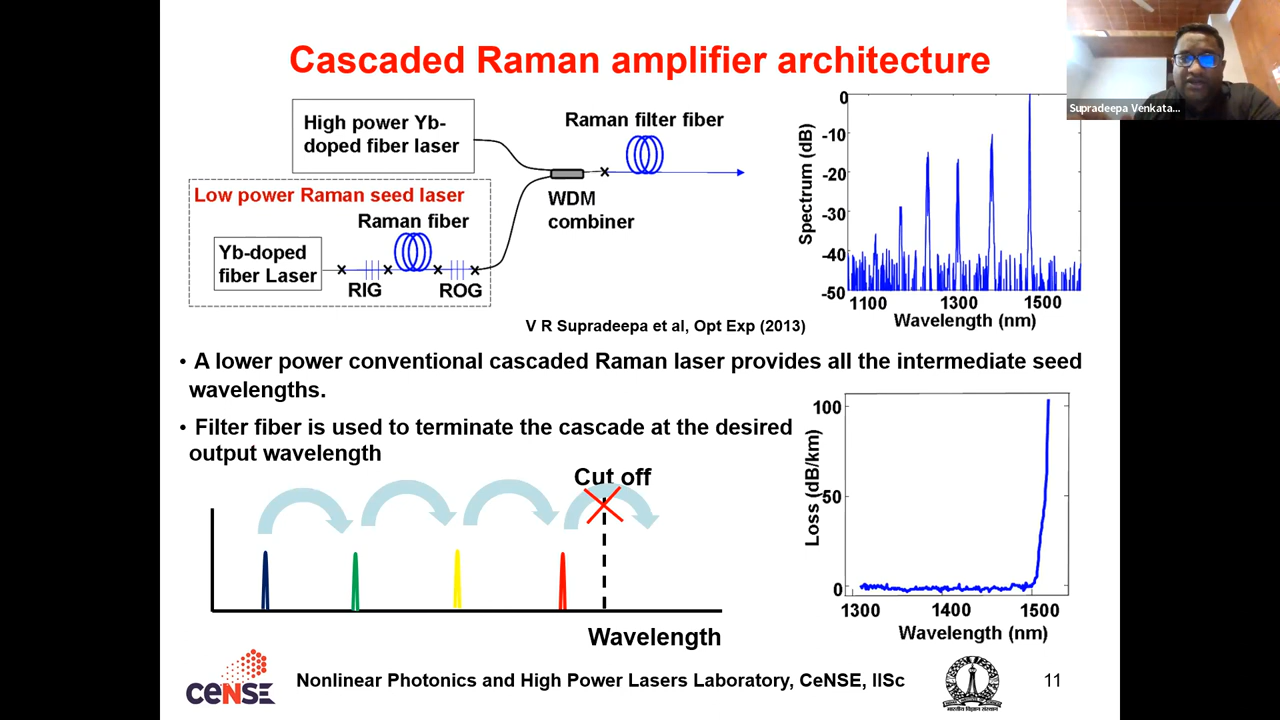 Cascaded Raman amplifier architecture
Supradeepa Venkata...
High power Yb-
doped fiber laser
Raman filter fiber
WDM
combiner
Low power Raman seed laser
Raman fiber
Yb-doped
fiber Laser
RIG
ROG
Spectrum (dB)
0
-10
-20
-30
-40
-50
1100
1300
1500
Wavelength (nm)
V R Supradeepa et al, Opt Exp (2013)
• A lower power conventional cascaded Raman laser provides all the intermediate seed
wavelengths.
• Filter fiber is used to terminate the cascade at the desired
output wavelength
Cut off
Wavelength
Loss (dB/km)
100
50
0
1300
1400
1500
Wavelength (nm)
CeNSE
Nonlinear Photonics and High Power Lasers Laboratory, CeNSE, IISc
11